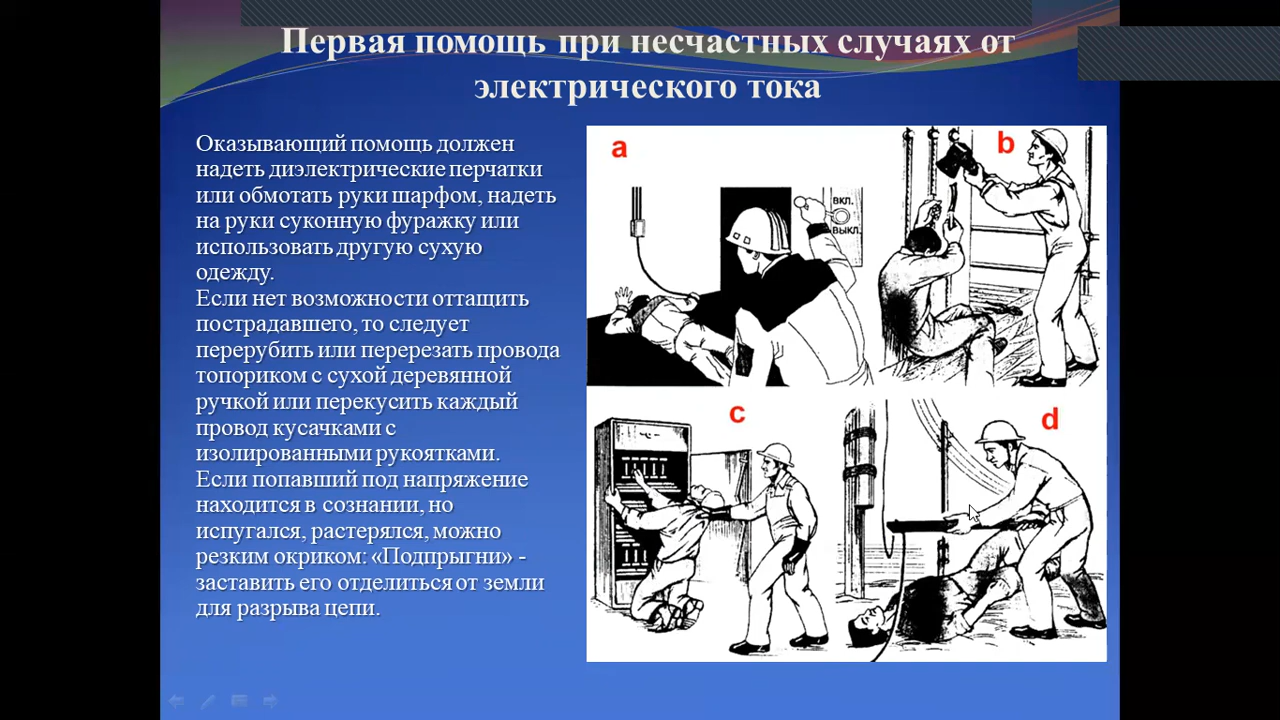 Первая помощь при несчастных случаях от
электрического тока
Оказывающий помощь должен
надеть диэлектрические перчатки
или обмотать руки шарфом, надеть
на руки суконную фуражку или
использовать другую сухую
одежду.
Если нет возможности оттащить
пострадавшего, то следует
перерубить или перерезать провода
топориком с сухой деревянной
ручкой или перекусить каждый
провод кусачками с
изолированными рукоятками.
Если попавший под напряжение
находится в сознании, но
испугался, растерялся, можно
резким окриком: «Подпрыгни» -
заставить его отделиться от земли
для разрыва цепи.
a
b
ВКЛ.
ВЫКЛ.
c
d